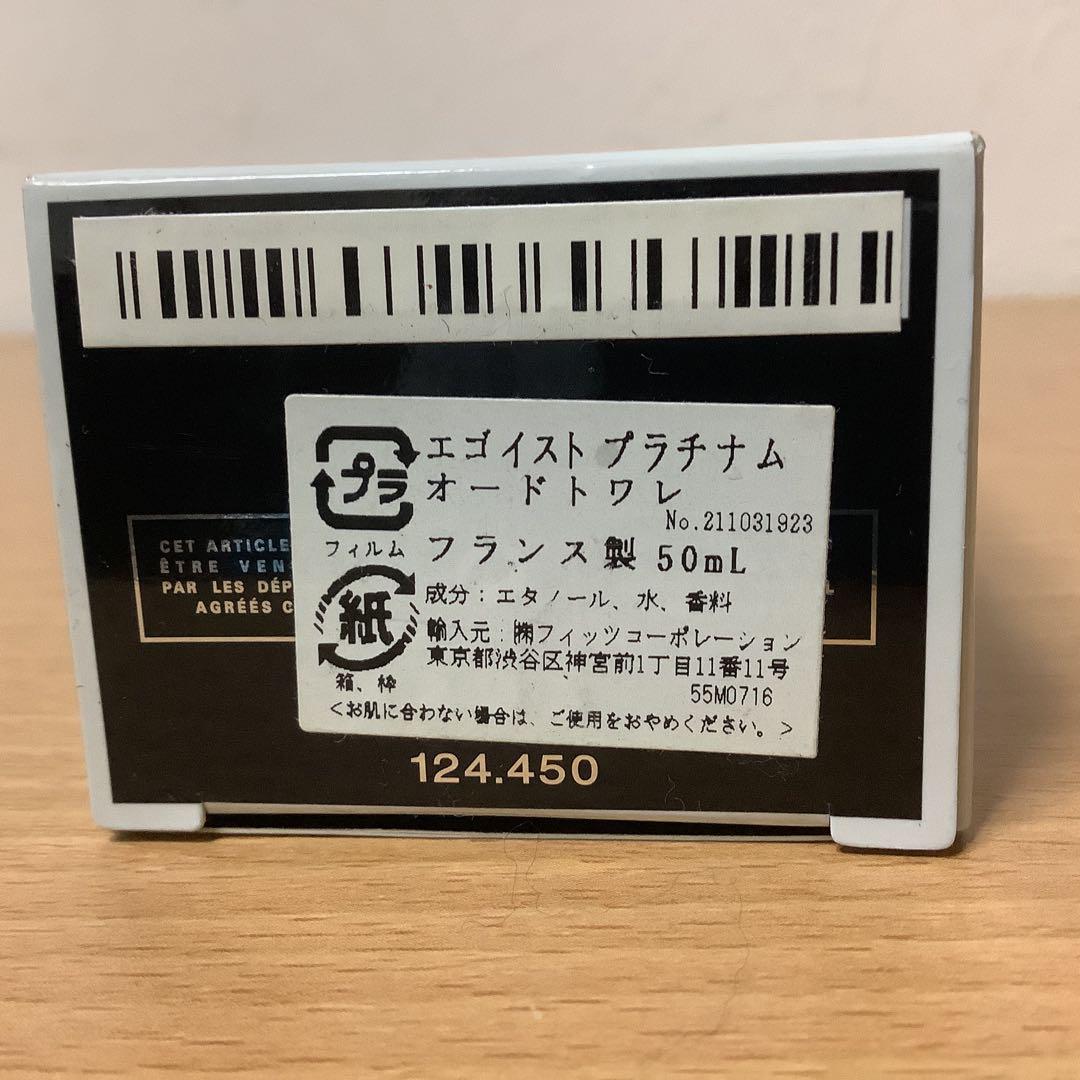 プラ
フィルム
エゴイスト プラチナム
オードトワレ
No.211031923
フランス製 50mL
紙
箱、枠
成分：エタノール、水、香料
輸入元：㈱フィッツコーポレーション
東京都渋谷区神宮前1丁目11番11号
55M0716
＜お肌に合わない場合は、ご使用をおやめください。＞
CET ARTICLE
ÊTRE VEN
PAR LES DÉP
AGRÉÉS C
124.450